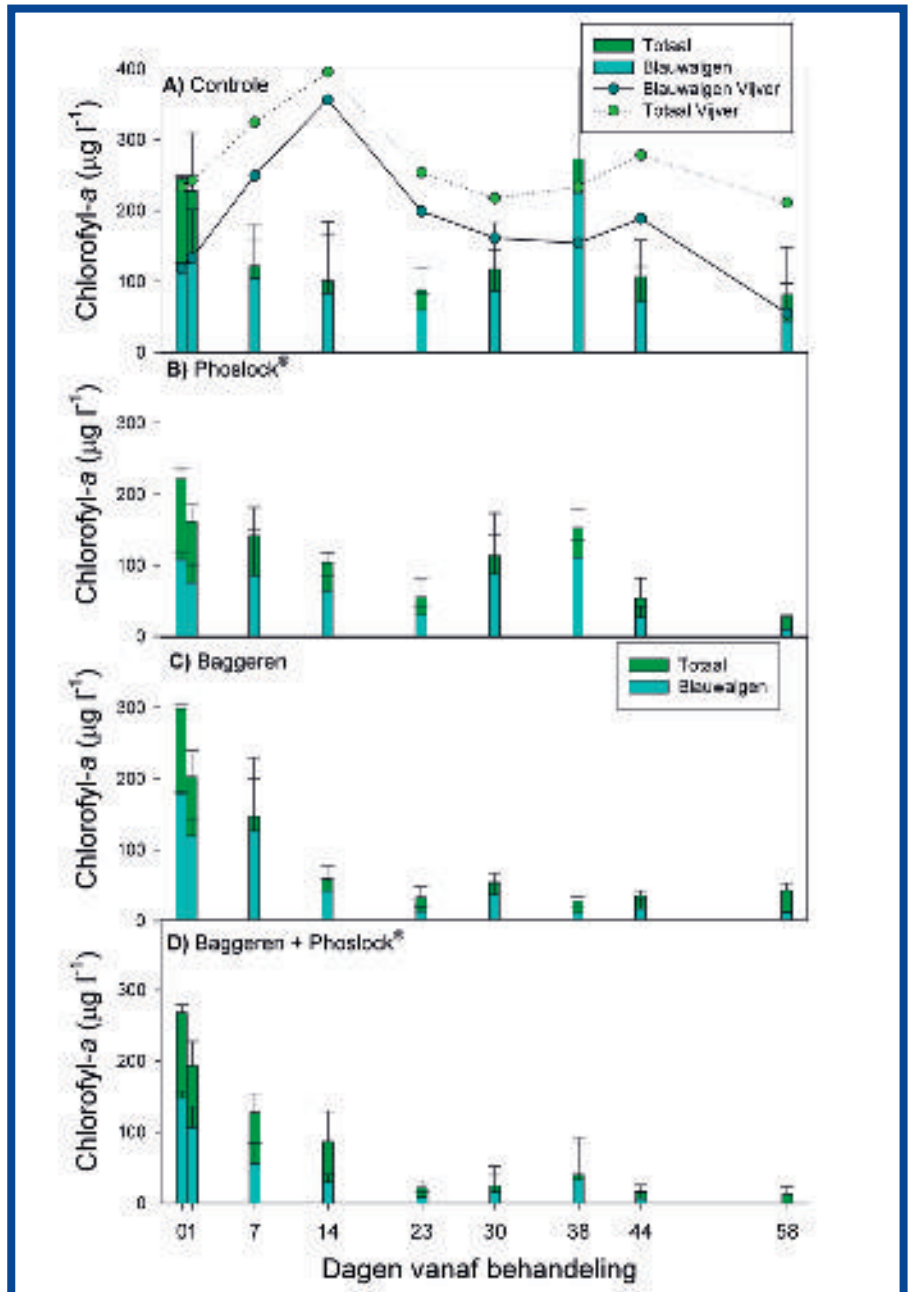 Totaal
Blauwalgen
Blauwalgen Vijver
Totaal Vijver
A) Controle
Chlorofyl-a (µg l⁻¹)
400
300
200
100
0
B) Phoslock®
Chlorofyl-a (µg l⁻¹)
300
200
100
0
C) Baggeren
Totaal
Blauwalgen
Chlorofyl-a (µg l⁻¹)
300
200
100
0
D) Baggeren + Phoslock®
Chlorofyl-a (µg l⁻¹)
300
200
100
0
01 7 14 23 30 38 44 58
Dagen vanaf behandeling